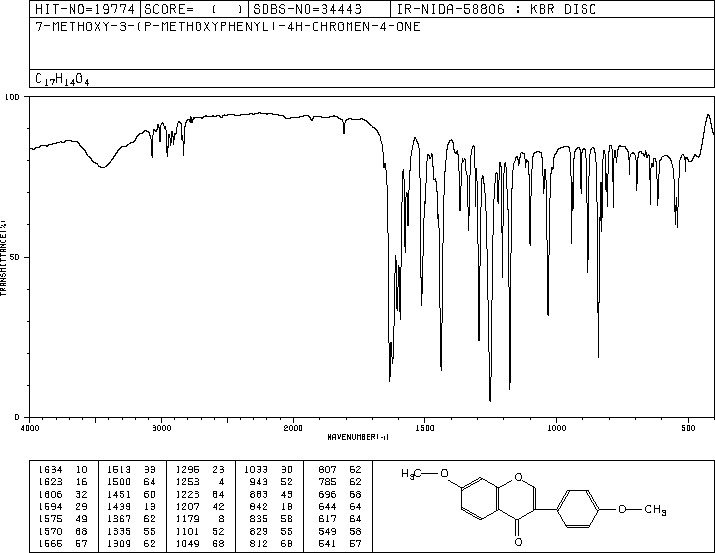 HIT-NO=19774 SCORE= ( ) SDBS-NO=34443 IR-NIDA-58806 : KBR DISC
7-METHOXY-3-(P-METHOXYPHENYL)-4H-CHROMEN-4-ONE
C17H14O4
100
50
0
TRANSMITTANCE(%)
4000 3000 2000 1500 1000 500
WAVENUMBER(-1)
1634 10 1513 33 1296 23 1033 30 807 62
1623 16 1500 64 1253 4 943 52 785 62
1606 32 1451 60 1223 64 883 43 696 68
1594 29 1439 13 1207 42 842 18 644 64
1575 49 1367 62 1179 8 835 58 617 64
1570 66 1335 55 1101 52 829 55 549 58
1565 57 1309 62 1049 68 812 68 541 57
H3C O O O O CH3